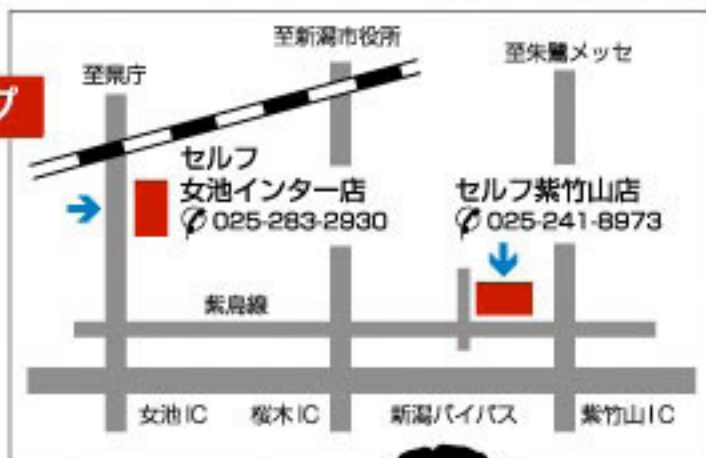 至新潟市役所
至朱鷺メッセ
至県庁
プ
セルフ
女池インター店
025-283-2930
セルフ紫竹山店
025-241-8973
紫鳥線
女池IC
桜木IC
新潟バイパス
紫竹山IC